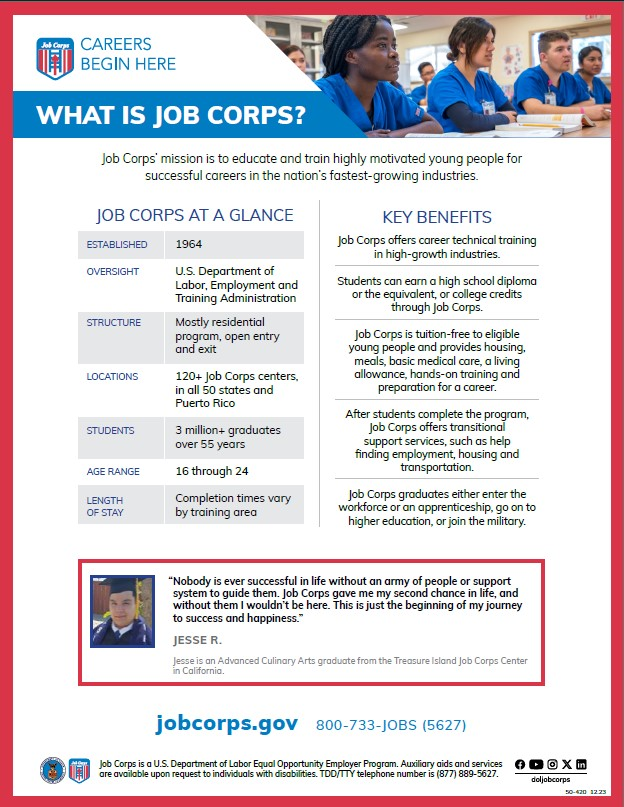 Job Corps
CAREERS
BEGIN HERE
WHAT IS JOB CORPS?
Job Corps' mission is to educate and train highly motivated young people for
successful careers in the nation's fastest-growing industries.
JOB CORPS AT A GLANCE
ESTABLISHED 1964
OVERSIGHT U.S. Department of
Labor, Employment and
Training Administration
STRUCTURE Mostly residential
program, open entry
and exit
LOCATIONS 120+ Job Corps centers,
in all 50 states and
Puerto Rico
STUDENTS 3 million+ graduates
over 55 years
AGE RANGE 16 through 24
LENGTH Completion times vary
OF STAY by training area
KEY BENEFITS
Job Corps offers career technical training
in high-growth industries.
Students can earn a high school diploma
or the equivalent, or college credits
through Job Corps.
Job Corps is tuition-free to eligible
young people and provides housing,
meals, basic medical care, a living
allowance, hands-on training and
preparation for a career.
After students complete the program,
Job Corps offers transitional
support services, such as help
finding employment, housing and
transportation.
Job Corps graduates either enter the
workforce or an apprenticeship, go on to
higher education, or join the military.
“Nobody is ever successful in life without an army of people or support
system to guide them. Job Corps gave me my second chance in life, and
without them I wouldn't be here. This is just the beginning of my journey
to success and happiness.”
JESSE R.
Jesse is an Advanced Culinary Arts graduate from the Treasure Island Job Corps Center
in California.
jobcorps.gov 800-733-JOBS (5627)
Job Corps is a U.S. Department of Labor Equal Opportunity Employer Program. Auxiliary aids and services
are available upon request to individuals with disabilities. TDD/TTY telephone number is (877) 889-5627.
doljobcorps
50-420 12.23